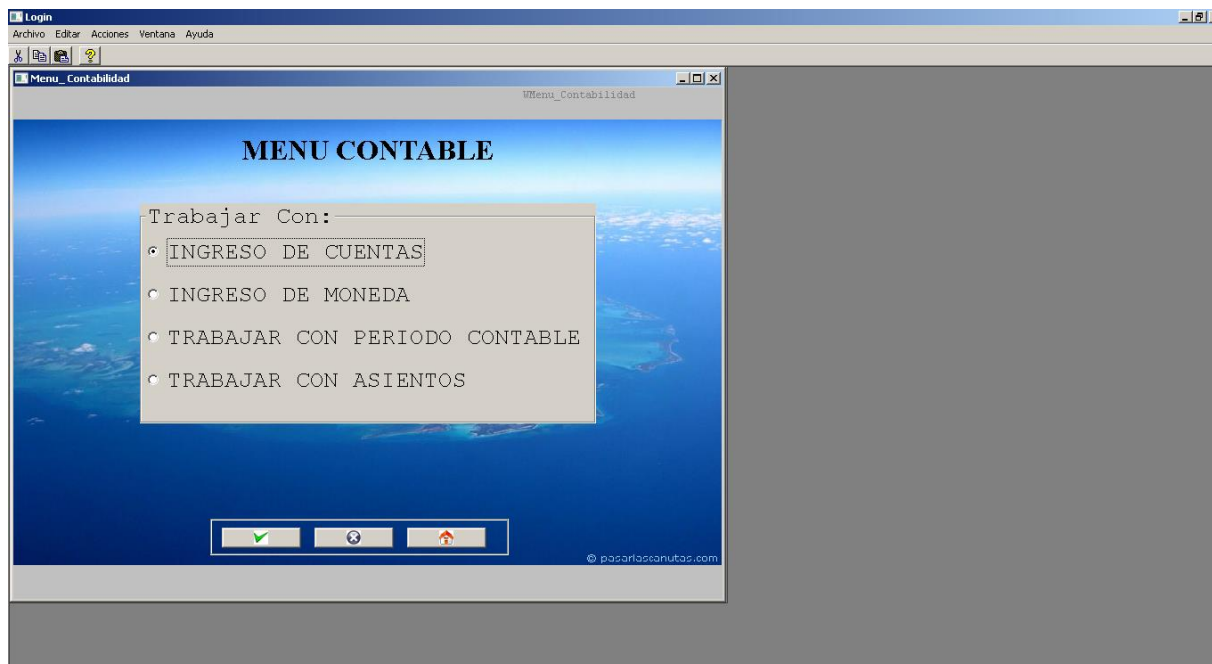 Login
Archivo Editar Acciones Ventana Ayuda
Menu_Contabilidad
WMenu_Contabilidad
MENU CONTABLE
Trabajar Con:
INGRESO DE CUENTAS
INGRESO DE MONEDA
TRABAJAR CON PERIODO CONTABLE
TRABAJAR CON ASIENTOS
© pasarlascanutas.com